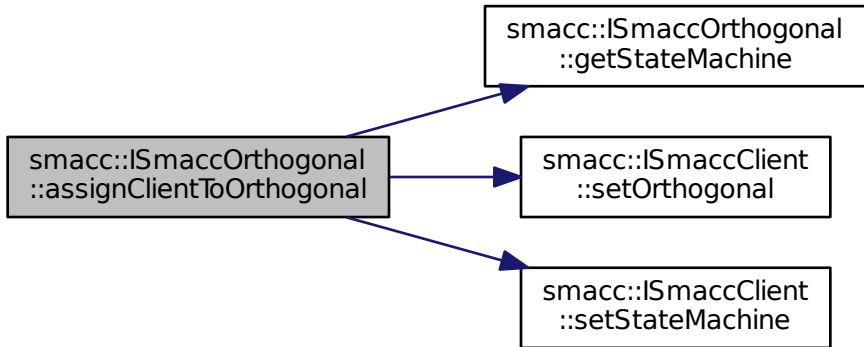 smacc::ISmaccOrthogonal
::getStateMachine
smacc::ISmaccOrthogonal
::assignClientToOrthogonal
smacc::ISmaccClient
::setOrthogonal
smacc::ISmaccClient
::setStateMachine